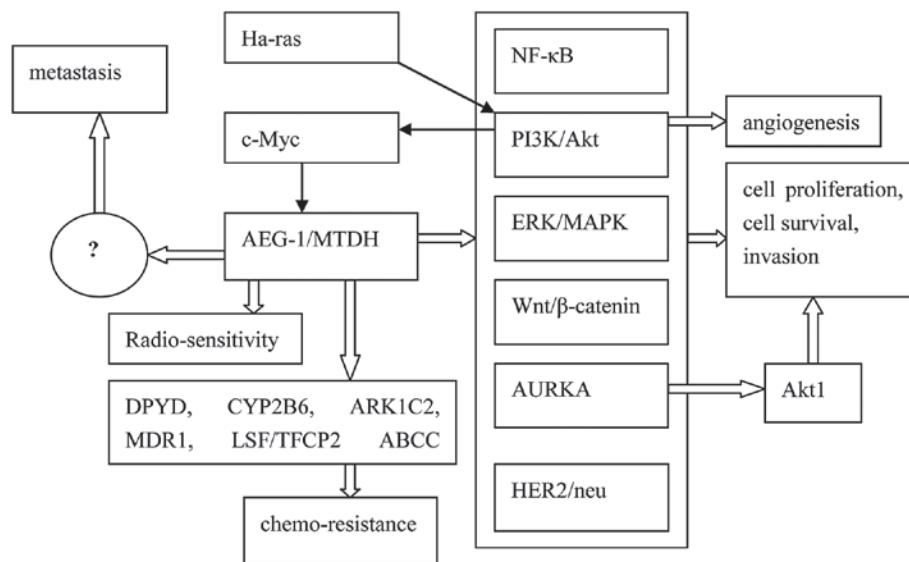 Ha-ras
NF-κB
metastasis
c-Myc
PI3K/Akt
angiogenesis
AEG-1/MTDH
ERK/MAPK
cell proliferation,
cell survival,
invasion
?
Radio-sensitivity
Wnt/β-catenin
DPYD, CYP2B6, ARK1C2,
MDR1, LSF/TFCP2 ABCC
AURKA
Akt1
chemo-resistance
HER2/neu